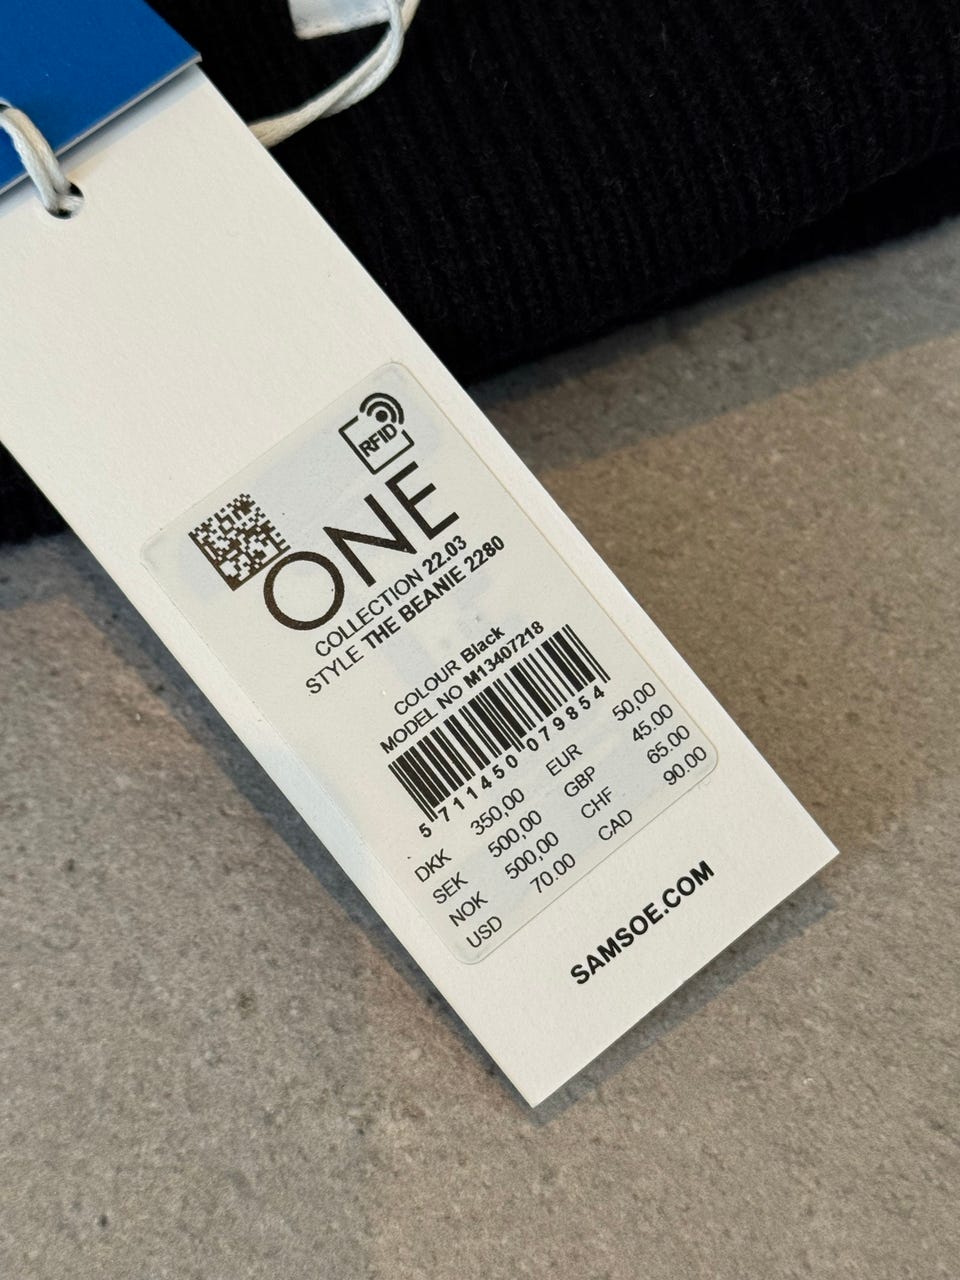 RFID
ONE
COLLECTION 22.03
STYLE THE BEANIE 2280
COLOUR Black
MODEL NO M13407218
5 711450 079854
DKK 350,00 EUR 50,00
SEK 500,00 GBP 45.00
NOK 500,00 CHF 65.00
USD 70.00 CAD 90.00
SAMSOE.COM